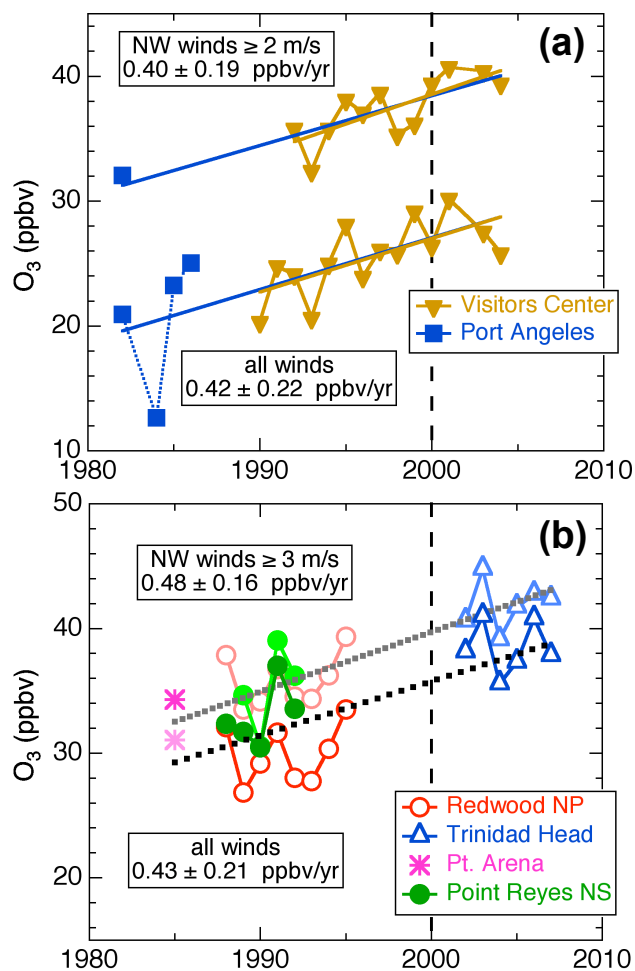 (a)
NW winds ≥ 2 m/s
0.40 ± 0.19 ppbv/yr
40
30
20
10
O3 (ppbv)
Visitors Center
Port Angeles
all winds
0.42 ± 0.22 ppbv/yr
1980
1990
2000
2010
(b)
NW winds ≥ 3 m/s
0.48 ± 0.16 ppbv/yr
50
40
30
20
O3 (ppbv)
Redwood NP
Trinidad Head
Pt. Arena
Point Reyes NS
all winds
0.43 ± 0.21 ppbv/yr
1980
1990
2000
2010